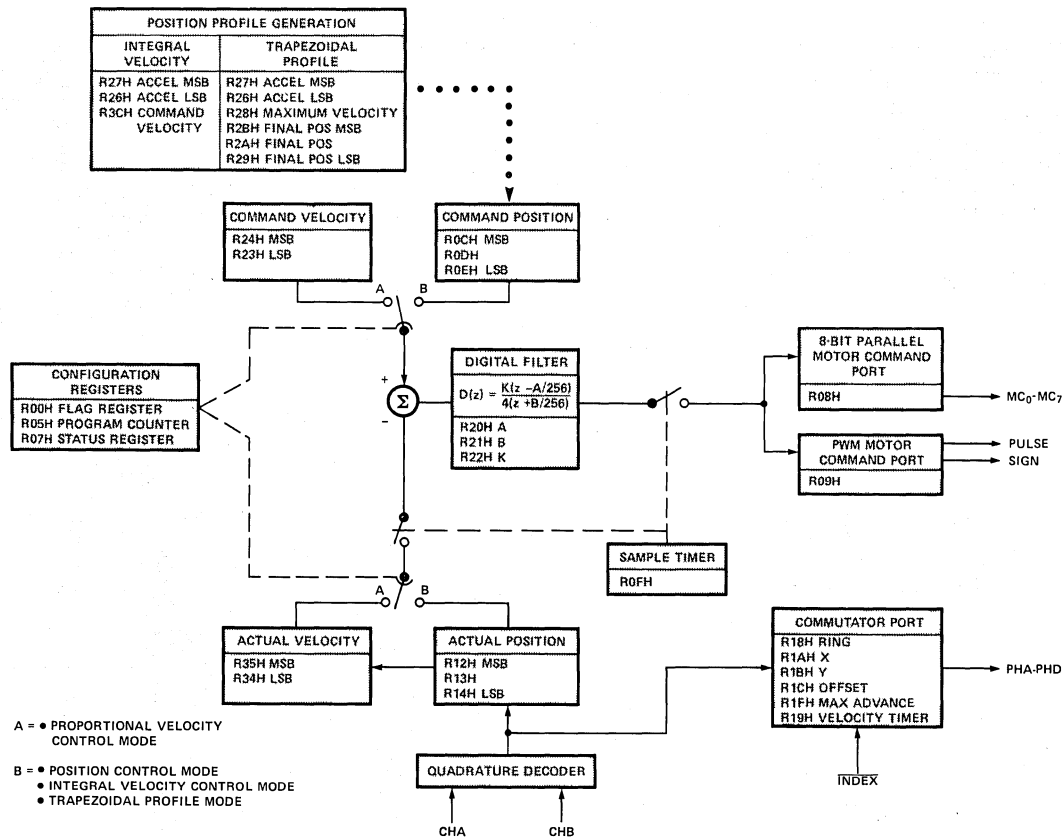 POSITION PROFILE GENERATION
INTEGRAL
VELOCITY
R27H ACCEL MSB
R26H ACCEL LSB
R3CH COMMAND
VELOCITY
TRAPEZOIDAL
PROFILE
R27H ACCEL MSB
R26H ACCEL LSB
R28H MAXIMUM VELOCITY
R2BH FINAL POS MSB
R2AH FINAL POS
R29H FINAL POS LSB
COMMAND VELOCITY
R24H MSB
R23H LSB
COMMAND POSITION
R0CH MSB
R0DH
R0EH LSB
A
B
CONFIGURATION
REGISTERS
R00H FLAG REGISTER
R05H PROGRAM COUNTER
R07H STATUS REGISTER
+
Σ
−
DIGITAL FILTER
D(z) = K(z −A/256)
4(z +B/256)
R20H A
R21H B
R22H K
8-BIT PARALLEL
MOTOR COMMAND
PORT
R08H
MC₀-MC₇
PWM MOTOR
COMMAND PORT
R09H
PULSE
SIGN
SAMPLE TIMER
R0FH
A
B
ACTUAL VELOCITY
R35H MSB
R34H LSB
ACTUAL POSITION
R12H MSB
R13H
R14H LSB
COMMUTATOR PORT
R18H RING
R1AH X
R1BH Y
R1CH OFFSET
R1FH MAX ADVANCE
R19H VELOCITY TIMER
PHA-PHD
INDEX
QUADRATURE DECODER
CHA
CHB
A = • PROPORTIONAL VELOCITY
CONTROL MODE
B = • POSITION CONTROL MODE
• INTEGRAL VELOCITY CONTROL MODE
• TRAPEZOIDAL PROFILE MODE